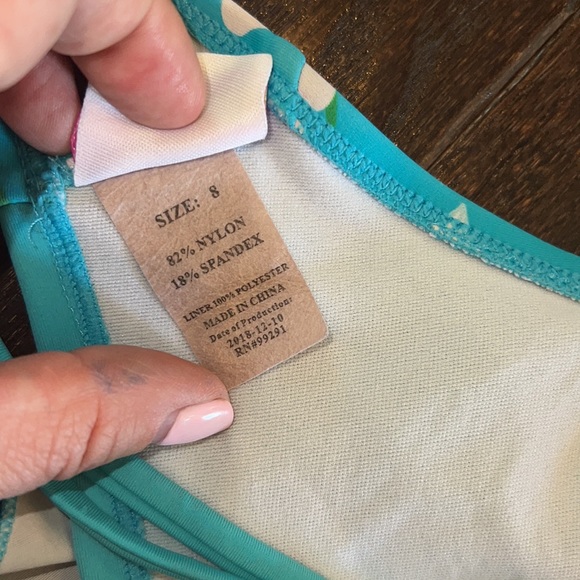 SIZE: 8
82% NYLON
18% SPANDEX
LINER 100% POLYESTER
MADE IN CHINA
Date of Production:
2018-12-10
RN#99291